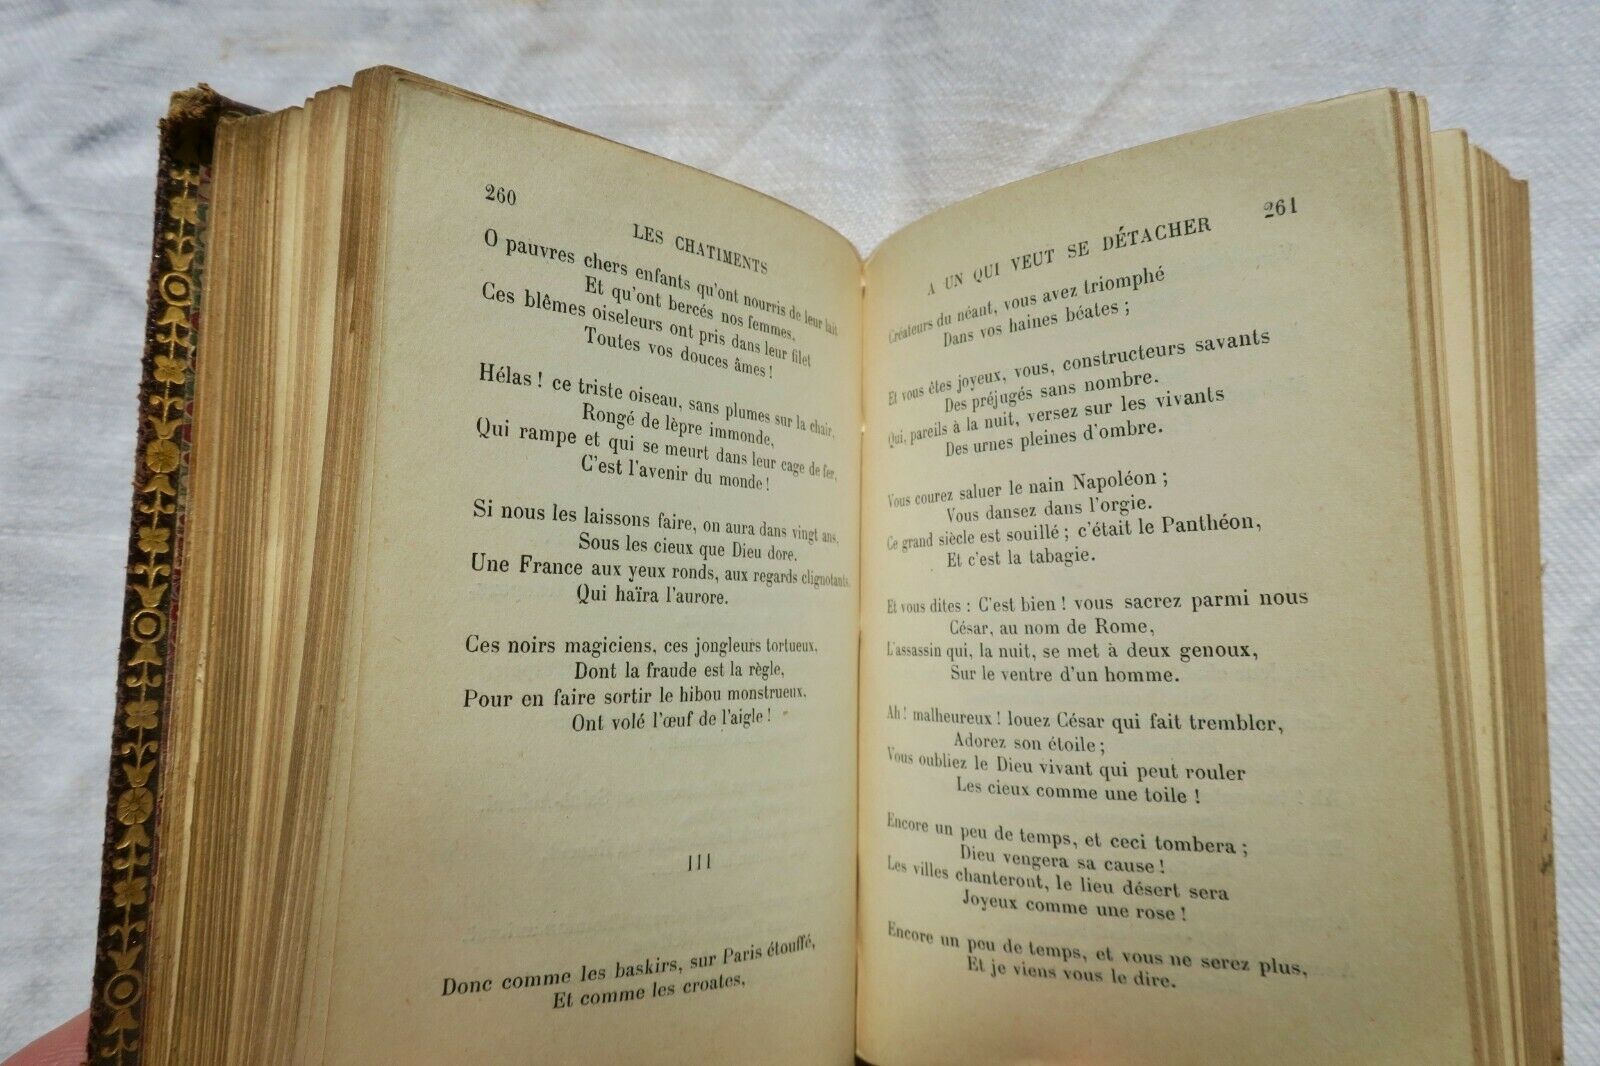 260
LES CHATIMENTS
O pauvres chers enfants qu'ont nourris de leur lait
Et qu'ont bercés nos femmes,
Ces blêmes oiseleurs ont pris dans leur filet
Toutes vos douces âmes !
Hélas ! ce triste oiseau, sans plumes sur la chair,
Rongé de lèpre immonde,
Qui rampe et qui se meurt dans leur cage de fer,
C'est l'avenir du monde !
Si nous les laissons faire, on aura dans vingt ans,
Sous les cieux que Dieu dore.
Une France aux yeux ronds, aux regards clignotants,
Qui haïra l'aurore.
Ces noirs magiciens, ces jongleurs tortueux,
Dont la fraude est la règle,
Pour en faire sortir le hibou monstrueux,
Ont volé l'œuf de l'aigle !
III
Donc comme les baskirs, sur Paris étouffé,
Et comme les croates,
A UN QUI VEUT SE DÉTACHER
261
Créateurs du néant, vous avez triomphé
Dans vos haines béates ;
Et vous êtes joyeux, vous, constructeurs savants
Des préjugés sans nombre.
Qui, pareils à la nuit, versez sur les vivants
Des urnes pleines d'ombre.
Vous courez saluer le nain Napoléon ;
Vous dansez dans l'orgie.
Ce grand siècle est souillé ; c'était le Panthéon,
Et c'est la tabagie.
Et vous dites : C'est bien ! vous sacrez parmi nous
César, au nom de Rome,
L'assassin qui, la nuit, se met à deux genoux,
Sur le ventre d'un homme.
Ah ! malheureux ! louez César qui fait trembler,
Adorez son étoile ;
Vous oubliez le Dieu vivant qui peut rouler
Les cieux comme une toile !
Encore un peu de temps, et ceci tombera ;
Dieu vengera sa cause !
Les villes chanteront, le lieu désert sera
Joyeux comme une rose !
Encore un peu de temps, et vous ne serez plus,
Et je viens vous le dire.